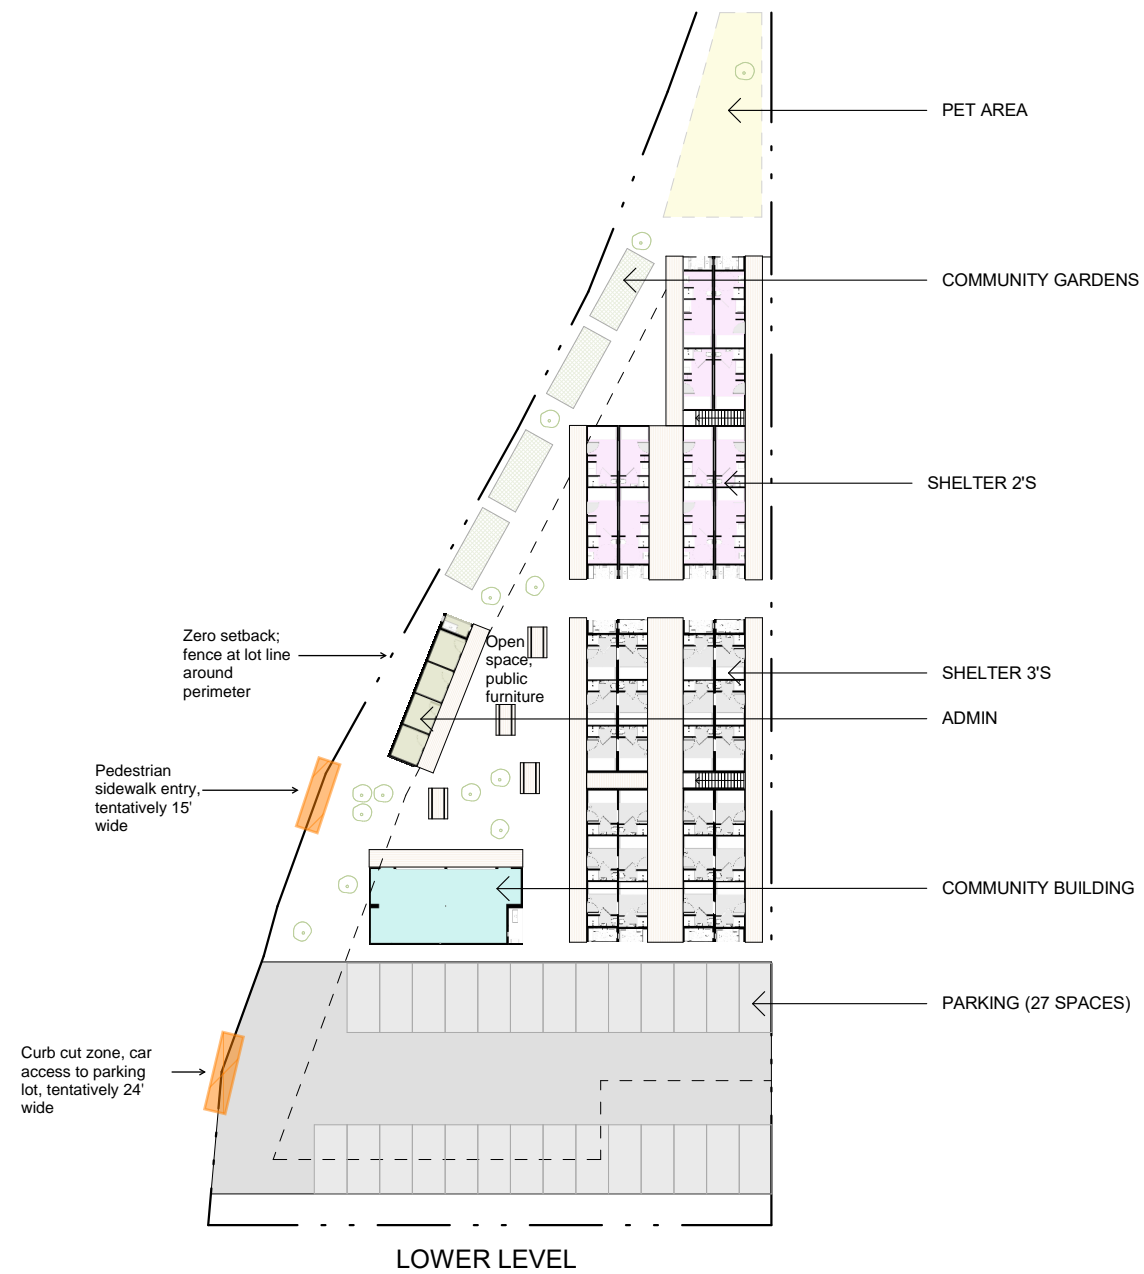 PET AREA
COMMUNITY GARDENS
SHELTER 2'S
Zero setback;
fence at lot line
around
perimeter
Open
space;
public
furniture
SHELTER 3'S
ADMIN
Pedestrian
sidewalk entry,
tentatively 15'
wide
COMMUNITY BUILDING
PARKING (27 SPACES)
Curb cut zone, car
access to parking
lot, tentatively 24'
wide
LOWER LEVEL